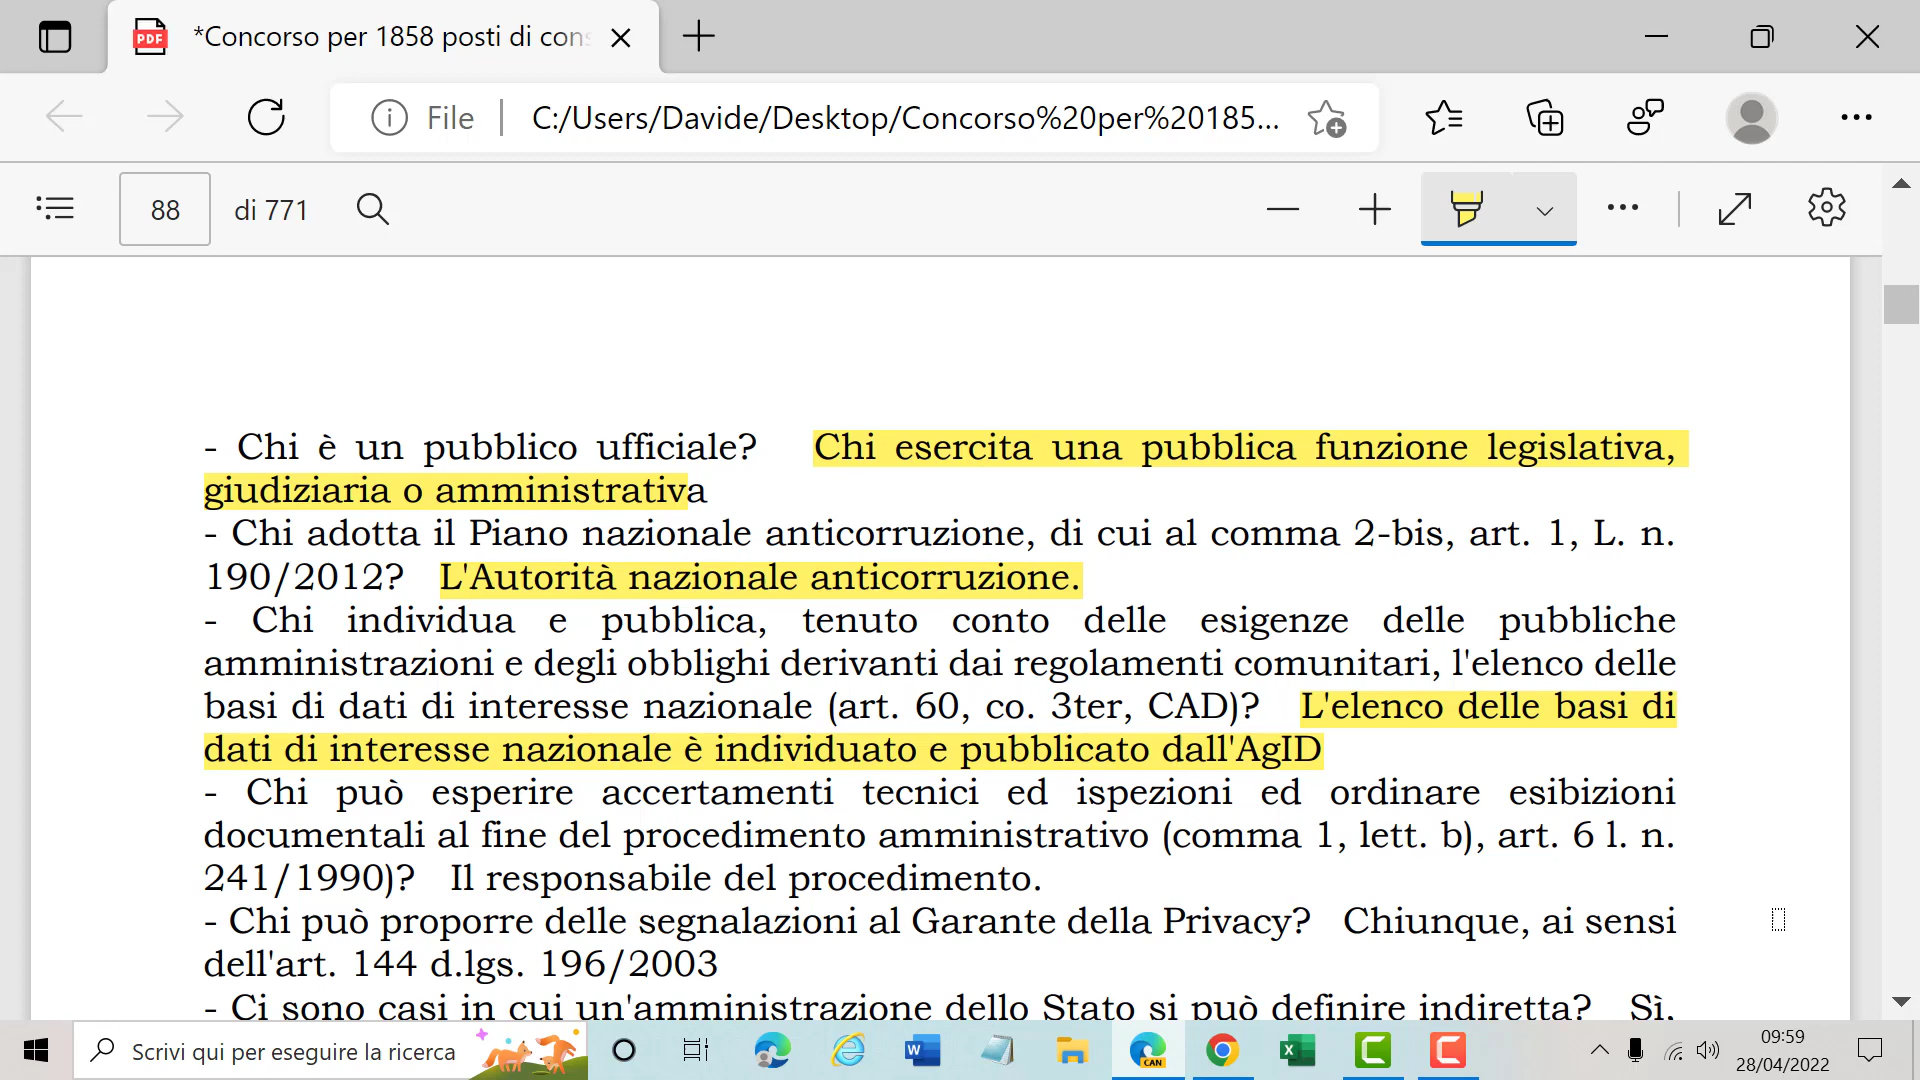 *Concorso per 1858 posti di cons
File
C:/Users/Davide/Desktop/Concorso%20per%20185...
88
di 771
- Chi è un pubblico ufficiale? Chi esercita una pubblica funzione legislativa,
giudiziaria o amministrativa
- Chi adotta il Piano nazionale anticorruzione, di cui al comma 2-bis, art. 1, L. n.
190/2012? L'Autorità nazionale anticorruzione.
- Chi individua e pubblica, tenuto conto delle esigenze delle pubbliche
amministrazioni e degli obblighi derivanti dai regolamenti comunitari, l'elenco delle
basi di dati di interesse nazionale (art. 60, co. 3ter, CAD)? L'elenco delle basi di
dati di interesse nazionale è individuato e pubblicato dall'AgID
- Chi può esperire accertamenti tecnici ed ispezioni ed ordinare esibizioni
documentali al fine del procedimento amministrativo (comma 1, lett. b), art. 6 l. n.
241/1990)? Il responsabile del procedimento.
- Chi può proporre delle segnalazioni al Garante della Privacy? Chiunque, ai sensi
dell'art. 144 d.lgs. 196/2003
- Ci sono casi in cui un'amministrazione dello Stato si può definire indiretta? Sì,
Scrivi qui per eseguire la ricerca
09:59
28/04/2022